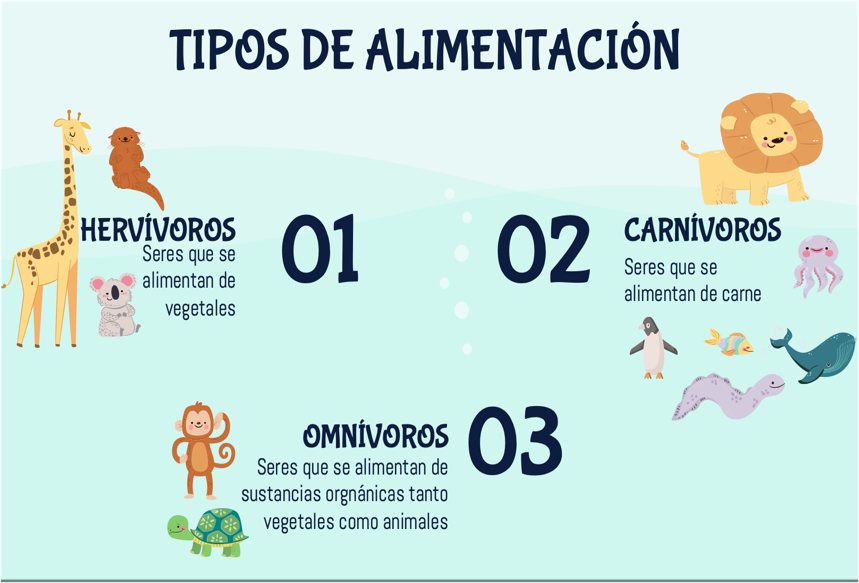 TIPOS DE ALIMENTACIÓN
HERVÍVOROS
Seres que se
alimentan de
vegetales
01
02
CARNÍVOROS
Seres que se
alimentan de carne
OMNÍVOROS
Seres que se alimentan de
sustancias orgnánicas tanto
vegetales como animales
03